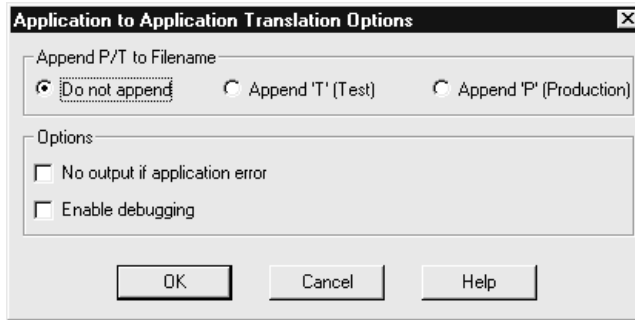 Application to Application Translation Options
Append P/T to Filename
Do not append Append 'T' (Test) Append 'P' (Production)
Options
No output if application error
Enable debugging
OK Cancel Help